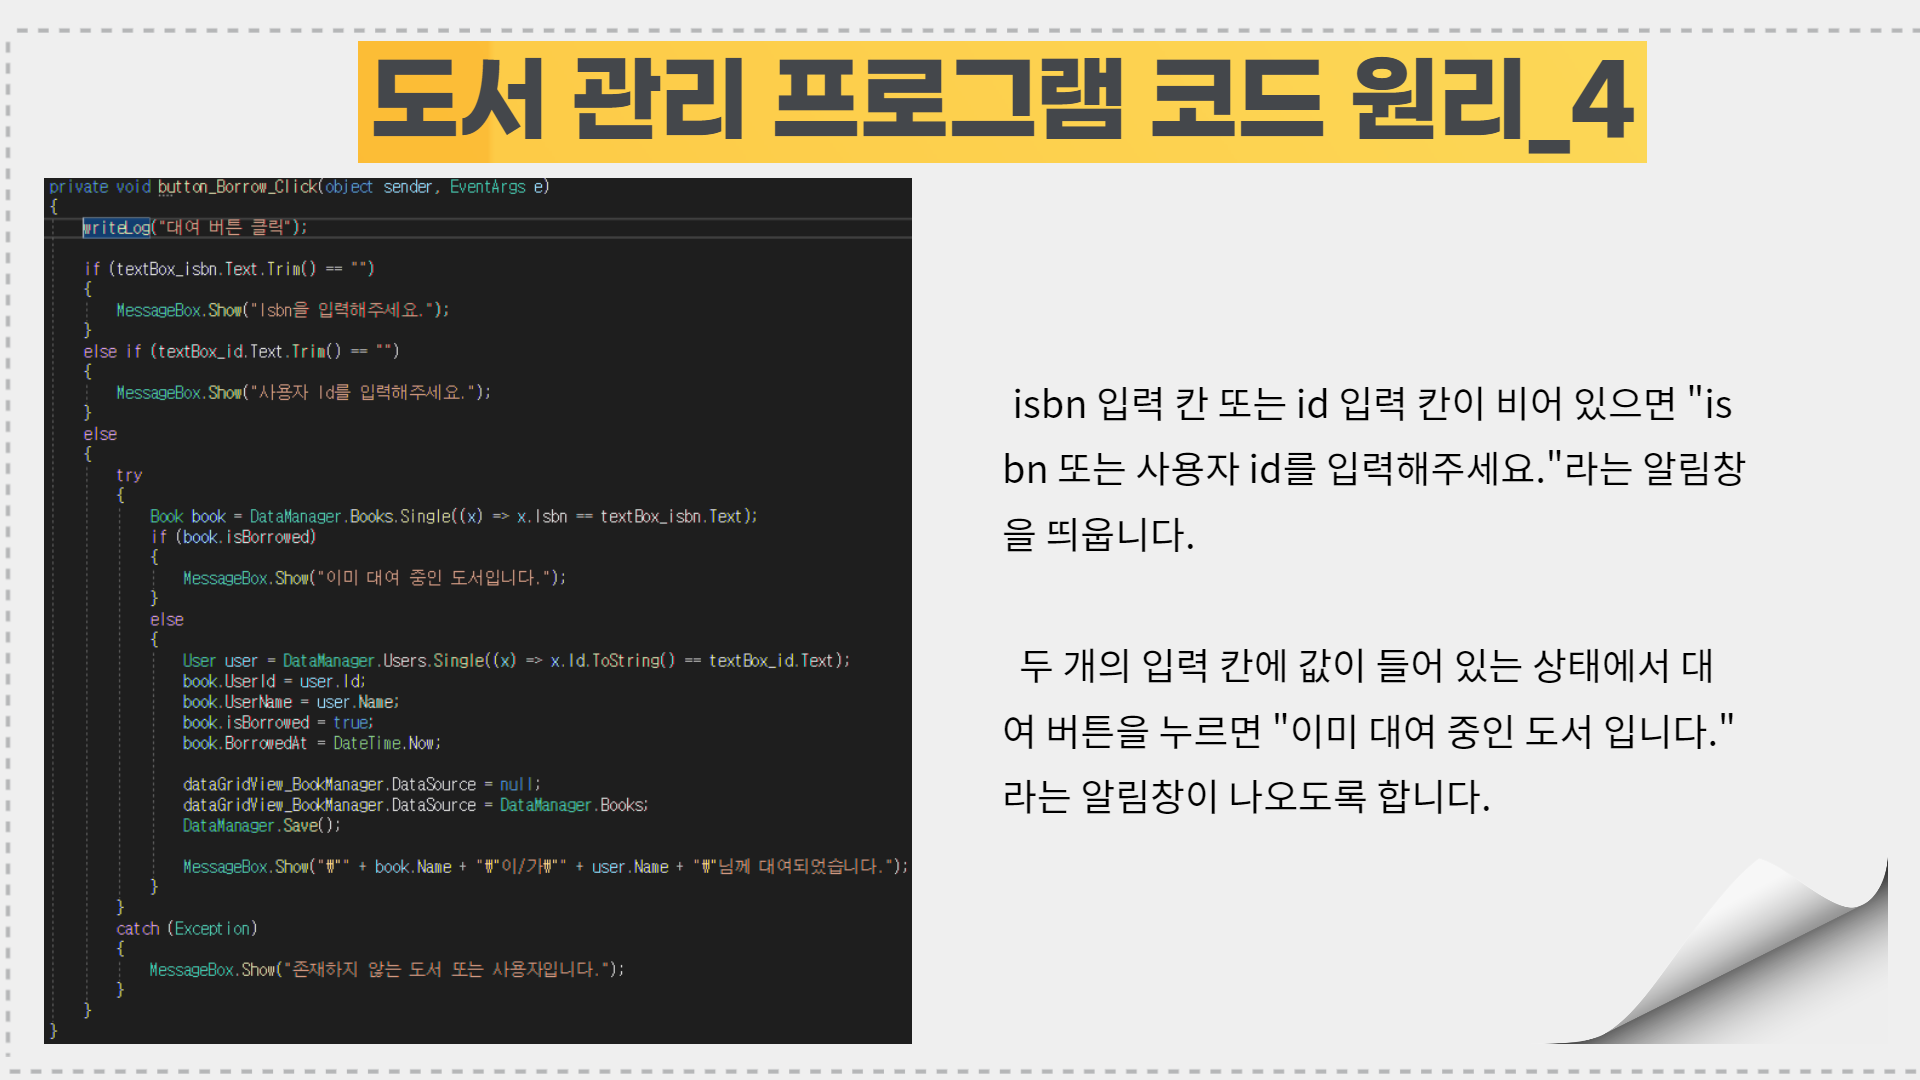 도서 관리 프로그램 코드 원리_4
private void button_Borrow_Click(object sender, EventArgs e)
{
writeLog("대여 버튼 클릭");
if (textBox_isbn.Text.Trim() == "")
{
MessageBox.Show("Isbn을 입력해주세요.");
}
else if (textBox_id.Text.Trim() == "")
{
MessageBox.Show("사용자 Id를 입력해주세요.");
}
else
{
try
{
Book book = DataManager.Books.Single((x) => x.Isbn == textBox_isbn.Text);
if (book.isBorrowed)
{
MessageBox.Show("이미 대여 중인 도서입니다.");
}
else
{
User user = DataManager.Users.Single((x) => x.Id.ToString() == textBox_id.Text);
book.UserId = user.Id;
book.UserName = user.Name;
book.isBorrowed = true;
book.BorrowedAt = DateTime.Now;
dataGridView_BookManager.DataSource = null;
dataGridView_BookManager.DataSource = DataManager.Books;
DataManager.Save();
MessageBox.Show("₩"" + book.Name + "₩"이/가₩"" + user.Name + "₩"님께 대여되었습니다.");
}
}
catch (Exception)
{
MessageBox.Show("존재하지 않는 도서 또는 사용자입니다.");
}
}
}
isbn 입력 칸 또는 id 입력 칸이 비어 있으면 "is
bn 또는 사용자 id를 입력해주세요."라는 알림창
을 띄웁니다.
두 개의 입력 칸에 값이 들어 있는 상태에서 대
여 버튼을 누르면 "이미 대여 중인 도서 입니다."
라는 알림창이 나오도록 합니다.